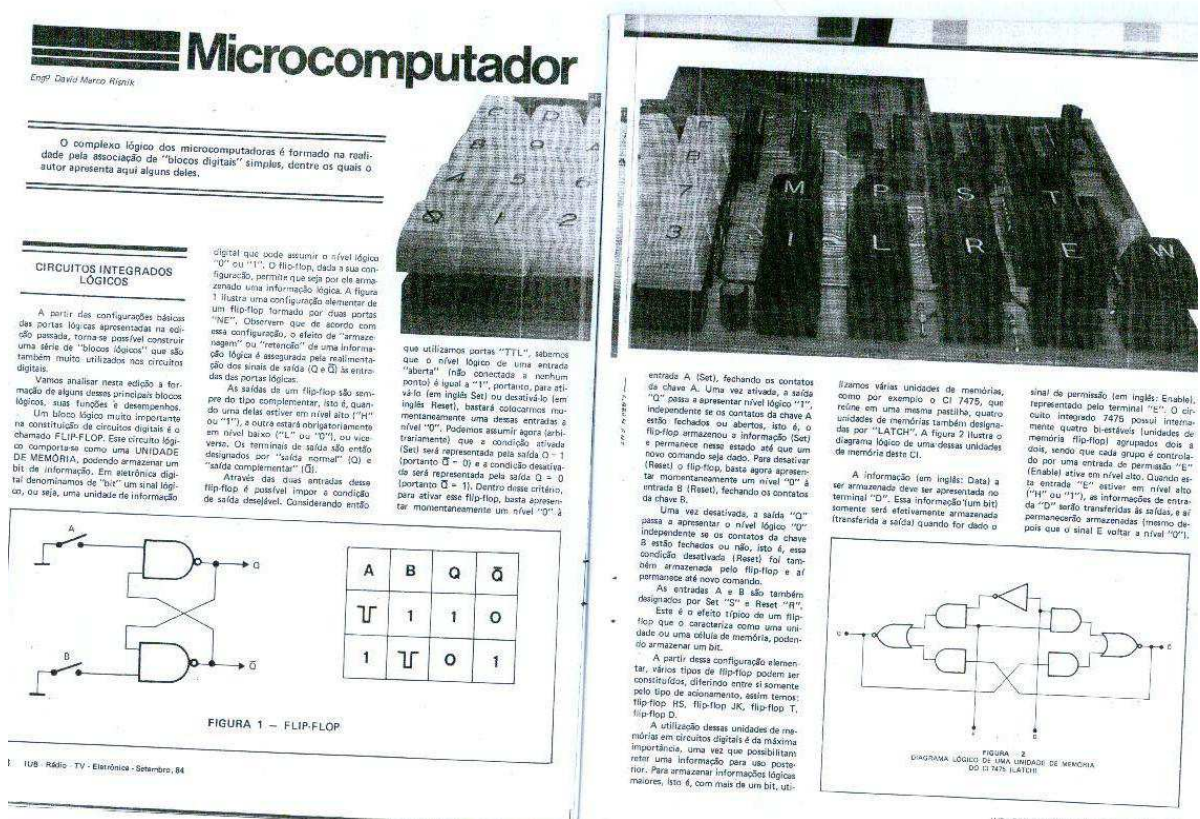 Microcomputador
Engº David Marco Risnik
O complexo lógico dos microcomputadores é formado na reali-
dade pela associação de "blocos digitais" simples, dentre os quais o
autor apresenta aqui alguns deles.
CIRCUITOS INTEGRADOS
LÓGICOS
A partir das configurações básicas
das portas lógicas apresentadas na edi-
ção passada, torna-se possível construir
uma série de "blocos lógicos" que são
também muito utilizados nos circuitos
digitais.
Vamos analisar nesta edição a for-
mação de alguns desses principais blocos
lógicos, suas funções e desempenhos.
Um bloco lógico muito importante
na constituição de circuitos digitais é o
chamado FLIP-FLOP. Esse circuito lógi-
co comporta-se como uma UNIDADE
DE MEMÓRIA, podendo armazenar um
bit de informação. Em eletrônica digi-
tal denominamos de "bit" um sinal lógi-
co, ou seja, uma unidade de informação
digital que pode assumir o nível lógico
"0" ou "1". O flip-flop, dada a sua con-
figuração, permite que seja por ele arma-
zenado uma informação lógica. A figura
1 ilustra uma configuração elementar de
um flip-flop formado por duas portas
"NE". Observem que de acordo com
essa configuração, o efeito de "armaze-
nagem" ou "retenção" de uma informa-
ção lógica é assegurada pela realimenta-
ção dos sinais de saída (Q e Q̄) às entra-
das das portas lógicas.
As saídas de um flip-flop são sem-
pre do tipo complementar, isto é, quan-
do uma delas estiver em nível alto ("H"
ou "1"), a outra estará obrigatoriamente
em nível baixo ("L" ou "0"), ou vice-
versa. Os terminais de saída são então
designados por "saída normal" (Q) e
"saída complementar" (Q̄).
Através das duas entradas desse
flip-flop é possível impor a condição
de saída desejável. Considerando então
que utilizamos portas "TTL", sabemos
que o nível lógico de uma entrada
"aberta" (não conectada a nenhum
ponto) é igual a "1", portanto, para ati-
vá-lo (em inglês Set) ou desativá-lo (em
inglês Reset), bastará colocarmos mo-
mentaneamente uma dessas entradas a
nível "0". Podemos assumir agora (arbi-
trariamente) que a condição ativada
(Set) será representada pela saída Q = 1
(portanto Q̄ = 0) e a condição desativa-
da será representada pela saída Q = 0
(portanto Q̄ = 1). Dentro desse critério,
para ativar esse flip-flop, basta apresen-
tar momentaneamente um nível "0" à
A
Q
B
Q̄
A B Q Q̄
1 1 0
1 0 1
FIGURA 1 – FLIP-FLOP
IUB - Rádio - TV - Eletrônica - Setembro, 84
C D
8 9 A B
4 5 6 7 M P S T
0 1 2 3 I L R E W
entrada A (Set), fechando os contatos
da chave A. Uma vez ativada, a saída
"Q" passa a apresentar nível lógico "1",
independente se os contatos da chave A
estão fechados ou abertos, isto é, o
flip-flop armazenou a informação (Set)
e permanece nesse estado até que um
novo comando seja dado. Para desativar
(Reset) o flip-flop, basta agora apresen-
tar momentaneamente um nível "0" à
entrada B (Reset), fechando os contatos
da chave B.
Uma vez desativada, a saída "Q"
passa a apresentar o nível lógico "0"
independente se os contatos da chave
B estão fechados ou não, isto é, essa
condição desativada (Reset) foi tam-
bém armazenada pelo flip-flop e aí
permanece até novo comando.
As entradas A e B são também
designados por Set "S" e Reset "R".
Este é o efeito típico de um flip-
flop que o caracteriza como uma uni-
dade ou uma célula de memória, poden-
do armazenar um bit.
A partir dessa configuração elemen-
tar, vários tipos de flip-flop podem ser
constituídos, diferindo entre si somente
pelo tipo de acionamento, assim temos:
flip-flop RS, flip-flop JK, flip-flop T,
flip-flop D.
A utilização dessas unidades de me-
mórias em circuitos digitais é da máxima
importância, uma vez que possibilitam
reter uma informação para uso poste-
rior. Para armazenar informações lógicas
maiores, isto é, com mais de um bit, uti-
lizamos várias unidades de memórias,
como por exemplo o CI 7475, que
reúne em uma mesma pastilha, quatro
unidades de memórias também designa-
das por "LATCH". A figura 2 ilustra o
diagrama lógico de uma dessas unidades
de memória deste CI.
A informação (em inglês: Data) a
ser armazenada deve ser apresentada no
terminal "D". Essa informação (um bit)
somente será efetivamente armazenada
(transferida a saída) quando for dado o
sinal de permissão (em inglês: Enable),
representado pelo terminal "E". O cir-
cuito integrado 7475 possui interna-
mente quatro bi-estáveis (unidades de
memória flip-flop) agrupados dois a
dois, sendo que cada grupo é controla-
do por uma entrada de permissão "E"
(Enable) ativa em nível alto. Quando es-
ta entrada "E" estiver em nível alto
("H" ou "1"), as informações de entra-
da "D" serão transferidas às saídas, e aí
permanecerão armazenadas (mesmo de-
pois que o sinal E voltar a nível "0").
FIGURA - 2
DIAGRAMA LÓGICO DE UMA UNIDADE DE MEMÓRIA
DO CI 7475 (LATCH)